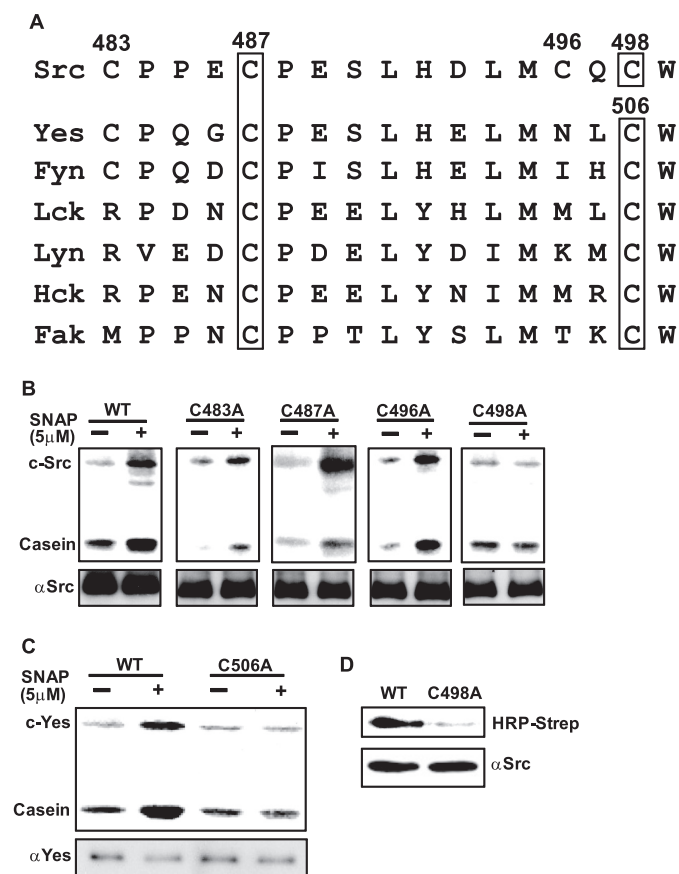 A
483 487 496 498
Src C P P E C P E S L H D L M C Q C W
506
Yes C P Q G C P E S L H E L M N L C W
Fyn C P Q D C P I S L H E L M I H C W
Lck R P D N C P E E L Y H L M M L C W
Lyn R V E D C P D E L Y D I M K M C W
Hck R P E N C P E E L Y N I M M R C W
Fak M P P N C P P T L Y S L M T K C W
B
WT C483A C487A C496A C498A
SNAP
(5µM) − + − + − + − + − +
c-Src
Casein
αSrc
C
WT C506A
SNAP
(5µM) − + − +
c-Yes
Casein
αYes
D
WT C498A
HRP-Strep
αSrc